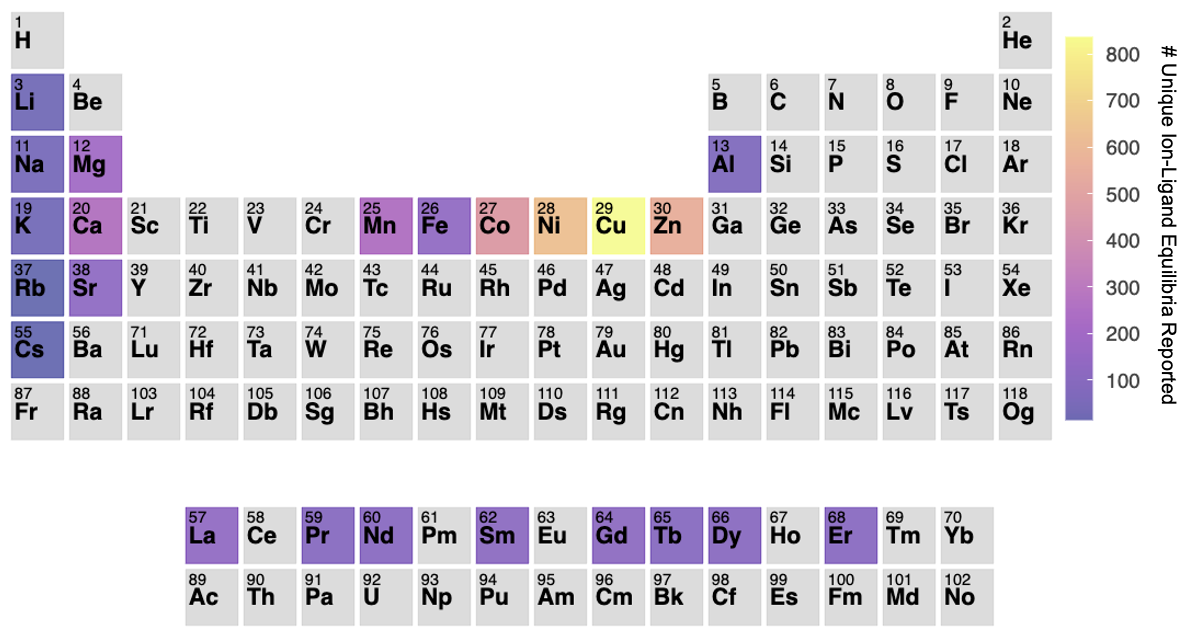 1 2
H He
3 4 5 6 7 8 9 10
Li Be B C N O F Ne
11 12 13 14 15 16 17 18
Na Mg Al Si P S Cl Ar
19 20 21 22 23 24 25 26 27 28 29 30 31 32 33 34 35 36
K Ca Sc Ti V Cr Mn Fe Co Ni Cu Zn Ga Ge As Se Br Kr
37 38 39 40 41 42 43 44 45 46 47 48 49 50 51 52 53 54
Rb Sr Y Zr Nb Mo Tc Ru Rh Pd Ag Cd In Sn Sb Te I Xe
55 56 71 72 73 74 75 76 77 78 79 80 81 82 83 84 85 86
Cs Ba Lu Hf Ta W Re Os Ir Pt Au Hg Tl Pb Bi Po At Rn
87 88 103 104 105 106 107 108 109 110 111 112 113 114 115 116 117 118
Fr Ra Lr Rf Db Sg Bh Hs Mt Ds Rg Cn Nh Fl Mc Lv Ts Og
57 58 59 60 61 62 63 64 65 66 67 68 69 70
La Ce Pr Nd Pm Sm Eu Gd Tb Dy Ho Er Tm Yb
89 90 91 92 93 94 95 96 97 98 99 100 101 102
Ac Th Pa U Np Pu Am Cm Bk Cf Es Fm Md No
800
700
600
500
400
300
200
100
# Unique Ion-Ligand Equilibria Reported